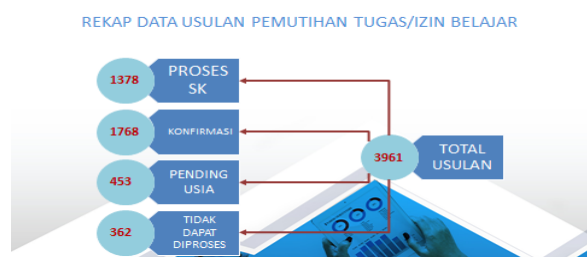 REKAP DATA USULAN PEMUTIHAN TUGAS/IZIN BELAJAR
1378
PROSES
SK
1768
KONFIRMASI
3961
TOTAL
USULAN
453
PENDING
USIA
362
TIDAK
DAPAT
DIPROSES